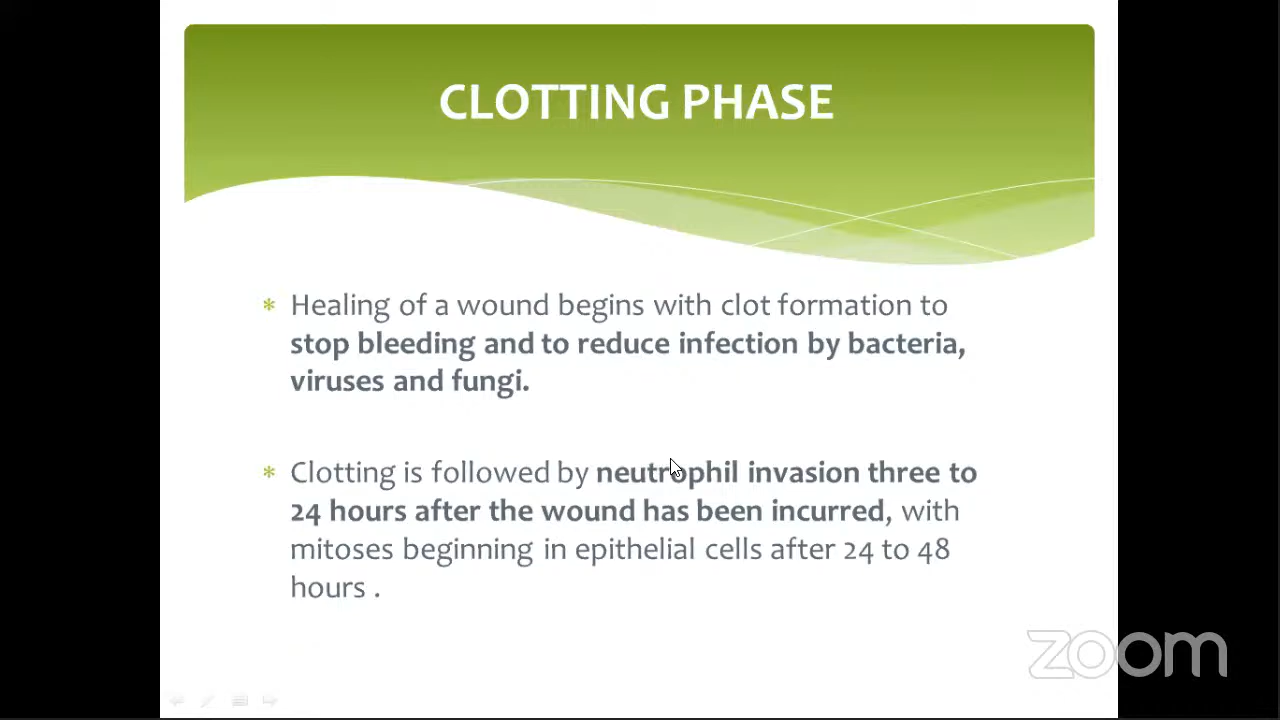 CLOTTING PHASE
* Healing of a wound begins with clot formation to
stop bleeding and to reduce infection by bacteria,
viruses and fungi.
* Clotting is followed by neutrophil invasion three to
24 hours after the wound has been incurred, with
mitoses beginning in epithelial cells after 24 to 48
hours .
zoom